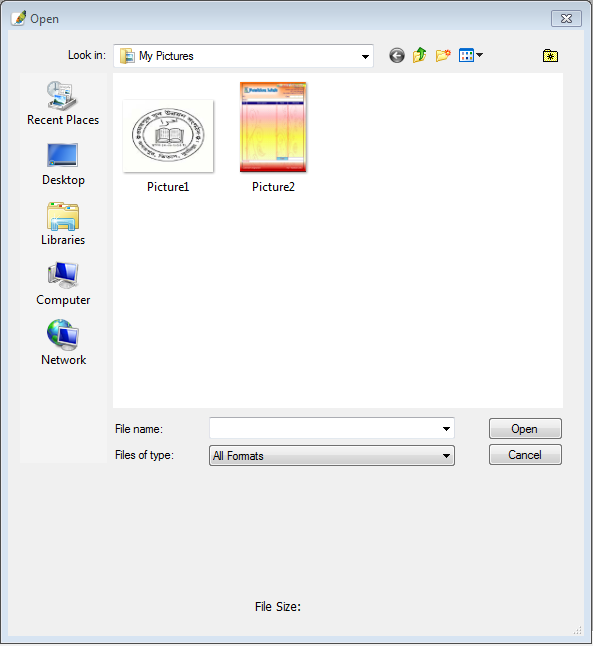 Open
Look in:
My Pictures
Recent Places
Desktop
Libraries
Computer
Network
Picture1
Picture2
File name:
Open
Files of type:
All Formats
Cancel
File Size: